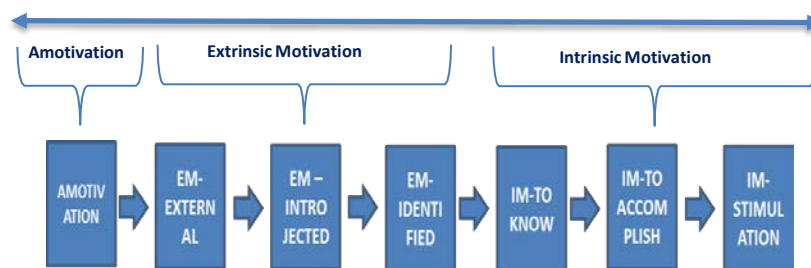 Amotivation
Extrinsic Motivation
Intrinsic Motivation
AMOTIV
ATION
EM-
EXTERN
AL
EM –
INTRO
JECTED
EM-
IDENTI
FIED
IM-TO
KNOW
IM-TO
ACCOM
PLISH
IM-
STIMUL
ATION